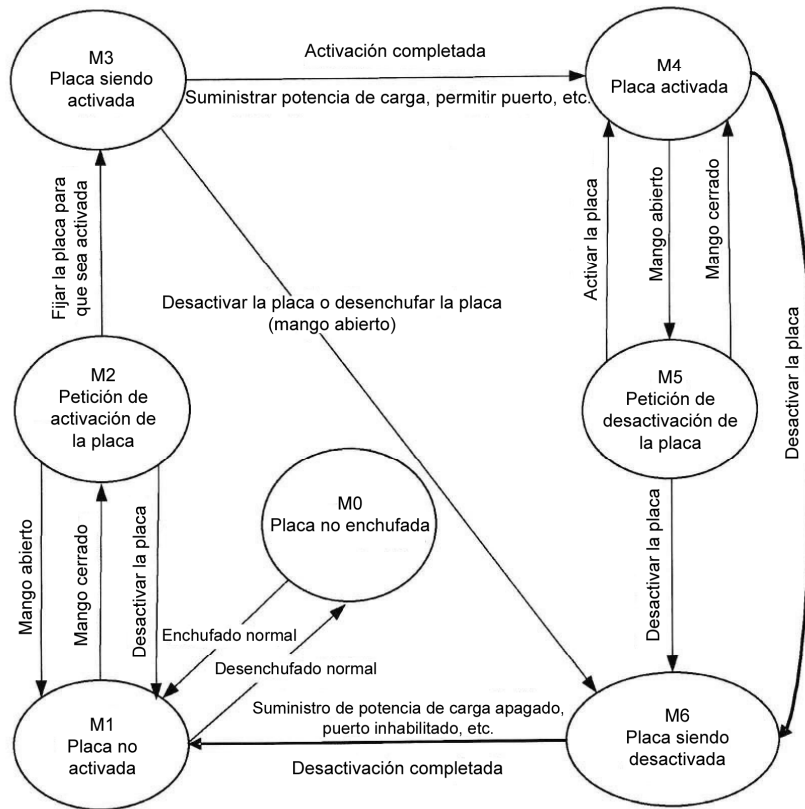 M3
Placa siendo
activada
Activación completada
Suministrar potencia de carga, permitir puerto, etc.
M4
Placa activada
Fijar la placa para
que sea activada
Activar la placa
Mango abierto
Mango cerrado
Desactivar la placa
Desactivar la placa o desenchufar la placa
(mango abierto)
M2
Petición de
activación de
la placa
M5
Petición de
desactivación de
la placa
M0
Placa no enchufada
Mango abierto
Mango cerrado
Desactivar la placa
Enchufado normal
Desenchufado normal
Desactivar la placa
M1
Placa no
activada
Suministro de potencia de carga apagado,
puerto inhabilitado, etc.
Desactivación completada
M6
Placa siendo
desactivada